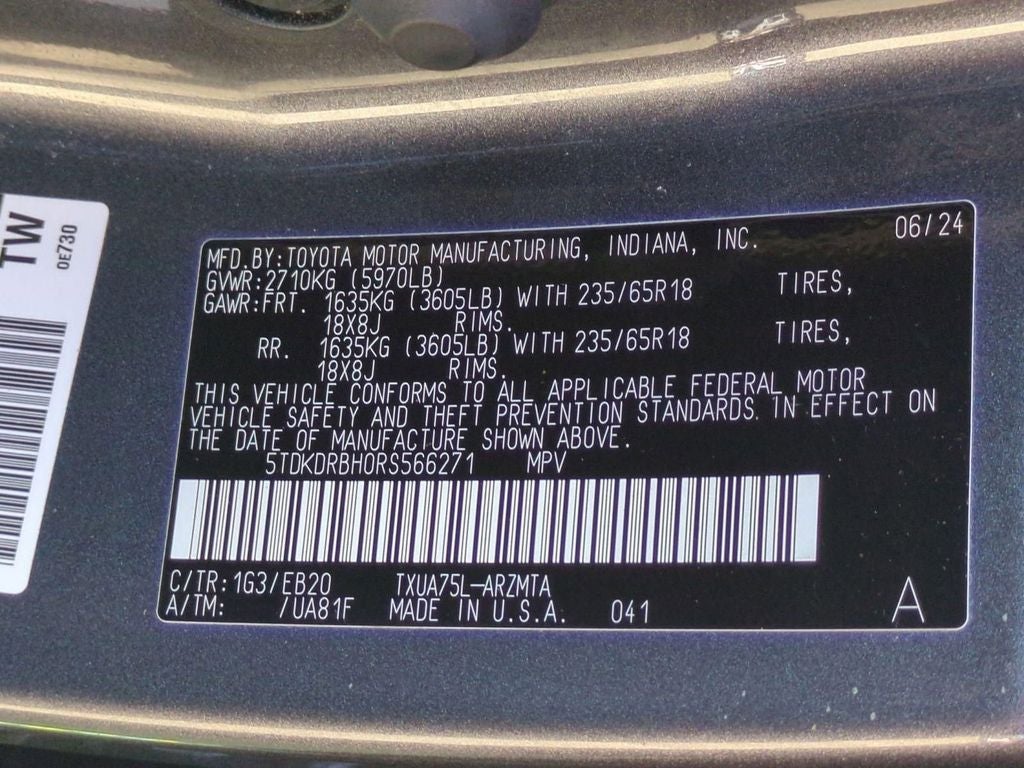 TW
0E730
06/24
MFD.BY:TOYOTA MOTOR MANUFACTURING, INDIANA, INC.
GVWR:2710KG (5970LB)
GAWR:FRT. 1635KG (3605LB) WITH 235/65R18 TIRES,
18X8J RIMS.
RR. 1635KG (3605LB) WITH 235/65R18 TIRES,
18X8J RIMS.
THIS VEHICLE CONFORMS TO ALL APPLICABLE FEDERAL MOTOR
VEHICLE SAFETY AND THEFT PREVENTION STANDARDS IN EFFECT ON
THE DATE OF MANUFACTURE SHOWN ABOVE.
5TDKDRBH0RS566271 MPV
C/TR:1G3/EB20 TXUA75L-ARZMTA
A/TM: /UA81F MADE IN U.S.A. 041
A